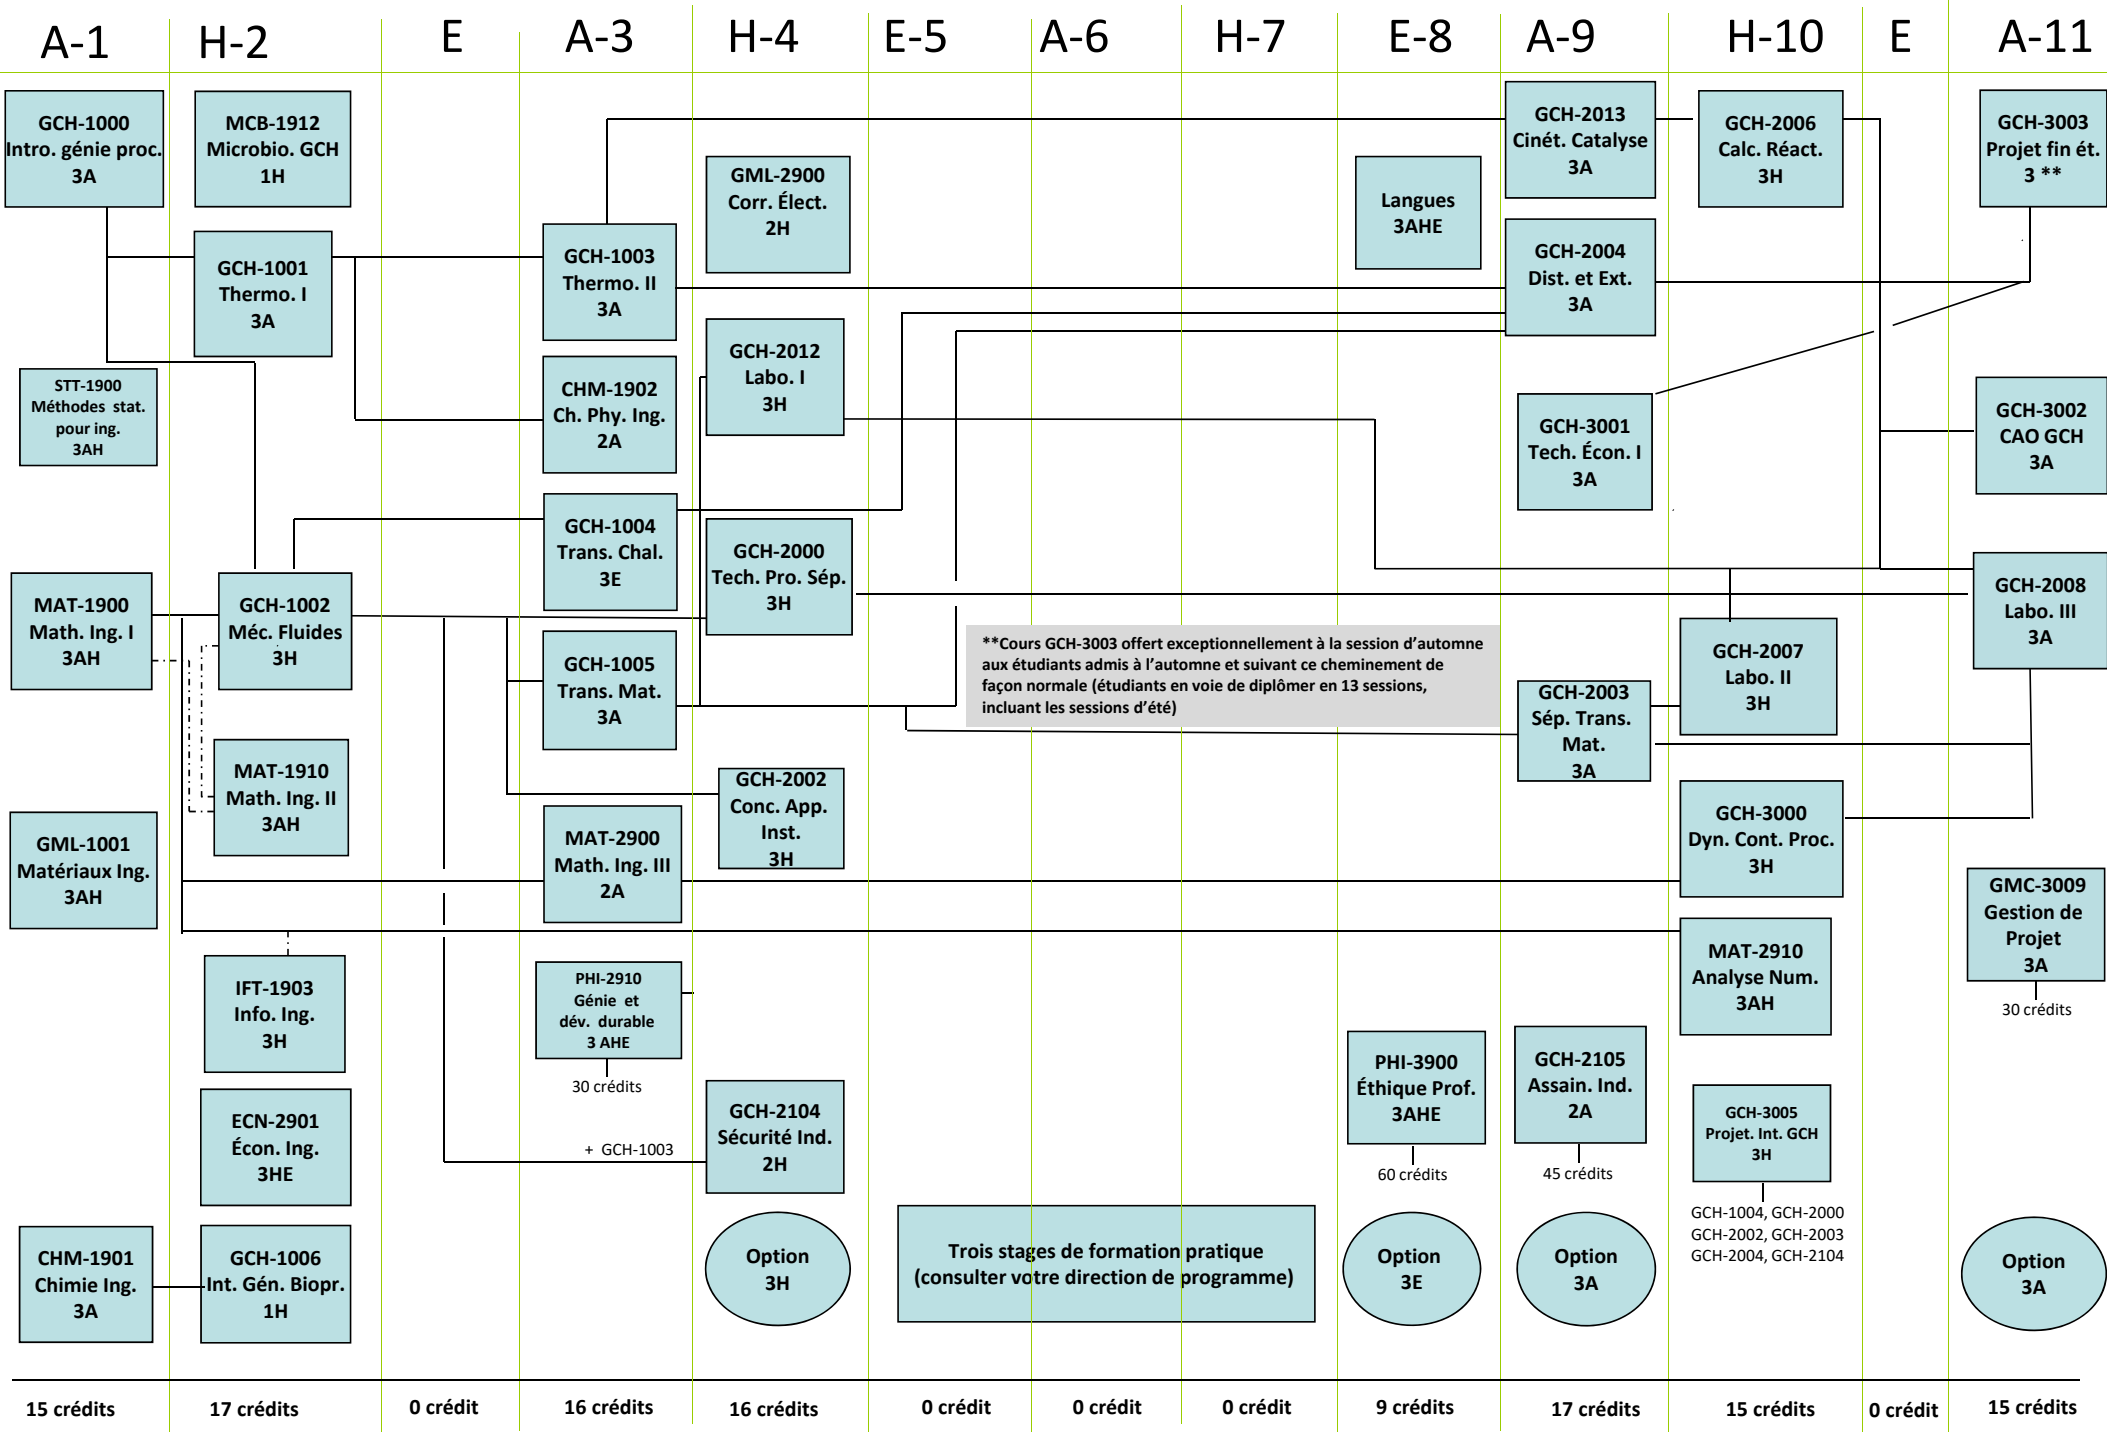 A-1
H-2
E
A-3
H-4
E-5
A-6
H-7
E-8
A-9
H-10
E
A-11
GCH-1000
Intro. génie proc.
3A
STT-1900
Méthodes stat.
pour ing.
3AH
MAT-1900
Math. Ing. I
3AH
GML-1001
Matériaux Ing.
3AH
CHM-1901
Chimie Ing.
3A
MCB-1912
Microbio. GCH
1H
GCH-1001
Thermo. I
3A
GCH-1002
Méc. Fluides
3H
MAT-1910
Math. Ing. II
3AH
IFT-1903
Info. Ing.
3H
ECN-2901
Écon. Ing.
3HE
GCH-1006
Int. Gén. Biopr.
1H
GCH-1003
Thermo. II
3A
CHM-1902
Ch. Phy. Ing.
2A
GCH-1004
Trans. Chal.
3E
GCH-1005
Trans. Mat.
3A
MAT-2900
Math. Ing. III
2A
PHI-2910
Génie et
dév. durable
3 AHE
30 crédits
+ GCH-1003
GML-2900
Corr. Élect.
2H
GCH-2012
Labo. I
3H
GCH-2000
Tech. Pro. Sép.
3H
GCH-2002
Conc. App.
Inst.
3H
GCH-2104
Sécurité Ind.
2H
Option
3H
**Cours GCH-3003 offert exceptionnellement à la session d'automne
aux étudiants admis à l'automne et suivant ce cheminement de
façon normale (étudiants en voie de diplômer en 13 sessions,
incluant les sessions d'été)
Trois stages de formation pratique
(consulter votre direction de programme)
Langues
3AHE
PHI-3900
Éthique Prof.
3AHE
60 crédits
Option
3E
GCH-2013
Cinét. Catalyse
3A
GCH-2004
Dist. et Ext.
3A
GCH-3001
Tech. Écon. I
3A
GCH-2003
Sép. Trans.
Mat.
3A
GCH-2105
Assain. Ind.
2A
45 crédits
Option
3A
GCH-2006
Calc. Réact.
3H
GCH-2007
Labo. II
3H
GCH-3000
Dyn. Cont. Proc.
3H
MAT-2910
Analyse Num.
3AH
GCH-3005
Projet. Int. GCH
3H
GCH-1004, GCH-2000
GCH-2002, GCH-2003
GCH-2004, GCH-2104
GCH-3003
Projet fin ét.
3 **
GCH-3002
CAO GCH
3A
GCH-2008
Labo. III
3A
GMC-3009
Gestion de
Projet
3A
30 crédits
Option
3A
15 crédits
17 crédits
0 crédit
16 crédits
16 crédits
0 crédit
0 crédit
0 crédit
9 crédits
17 crédits
15 crédits
0 crédit
15 crédits